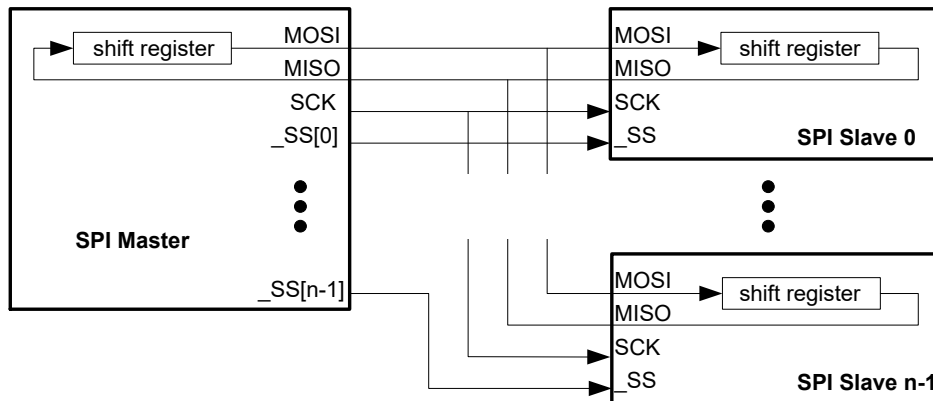 shift register
MOSI
MISO
SCK
_SS[0]
SPI Master
_SS[n-1]
MOSI
shift register
MISO
SCK
_SS
SPI Slave 0
MOSI
shift register
MISO
SCK
_SS
SPI Slave n-1